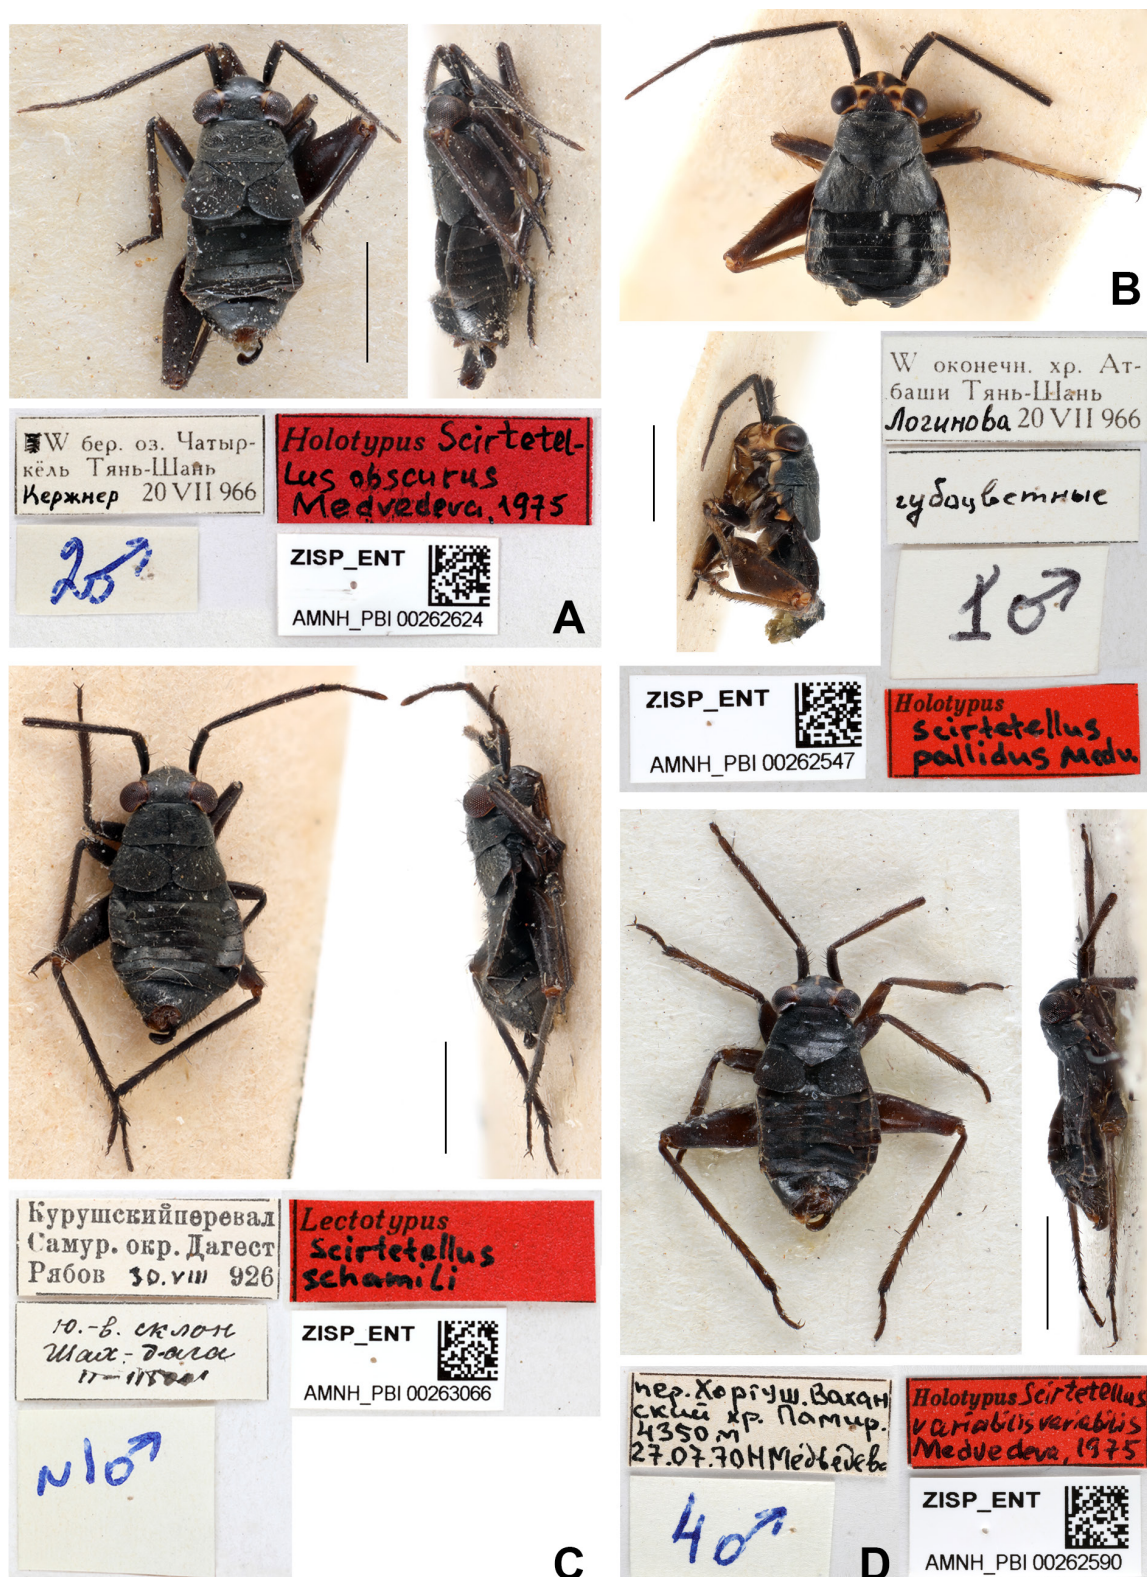 W бер. оз. Чатыр-
кёль Тянь-Шань
Кержнер 20 VII 966
Holotypus Scirtetel-
lus obscurus
Medvedeva, 1975
2♂
ZISP_ENT
AMNH_PBI 00262624
A
B
W оконечн. хр. Ат-
баши Тянь-Шань
Логинова 20 VII 966
губоцветные
1♂
ZISP_ENT
AMNH_PBI 00262547
Holotypus
scirtetellus
pallidus Medv.
Курушскийперевал
Самур. окр. Дагест
Рябов 30.VIII 926
Lectotypus
scirtetellus
schamili
ю.-в. склон
Шах-дага
ZISP_ENT
AMNH_PBI 00263066
N1♂
C
пер. Харгуш. Вахан
ский хр. Памир.
4350 м
27.07.70 Н Медведева
Holotypus Scirtetellus
variabilis variabilis
Medvedeva, 1975
4♂
ZISP_ENT
AMNH_PBI 00262590
D